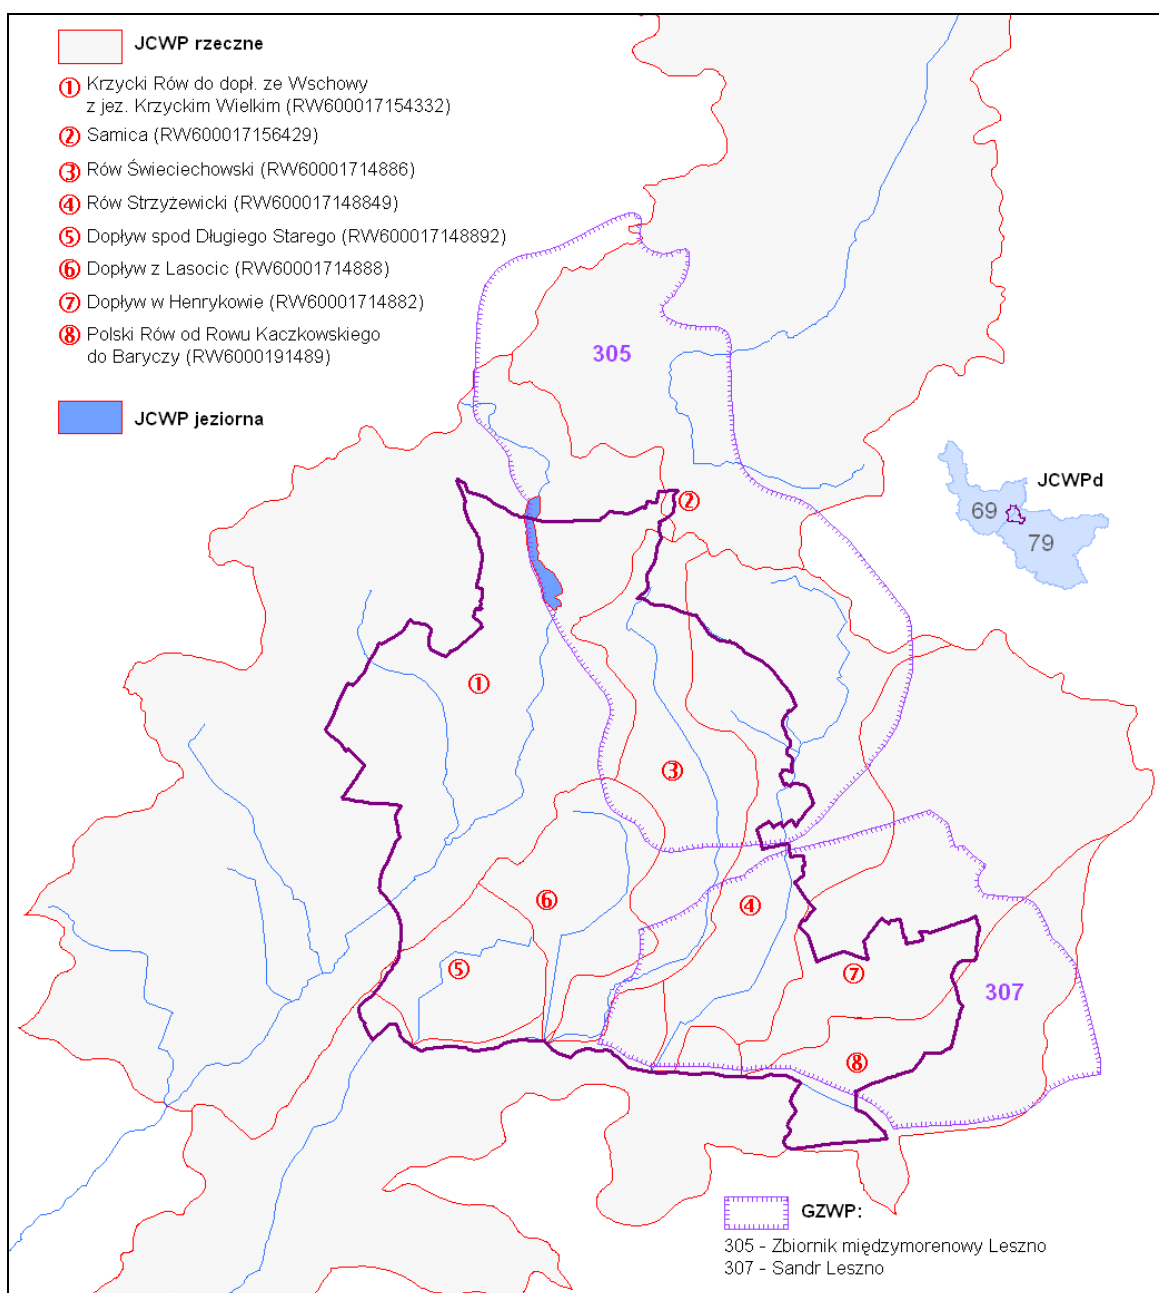 JCWP rzeczne
1 Krzycki Rów do dopł. ze Wschowy
z jez. Krzyckim Wielkim (RW600017154332)
2 Samica (RW600017156429)
3 Rów Święciechowski (RW60001714886)
4 Rów Strzyżewicki (RW600017148849)
5 Dopływ spod Długiego Starego (RW600017148892)
6 Dopływ z Lasocic (RW60001714888)
7 Dopływ w Henrykowie (RW60001714882)
8 Polski Rów od Rowu Kaczkowskiego
do Baryczy (RW6000191489)
JCWP jeziorna
305
JCWPd
69
79
2
1
3
6
4
5
7
307
8
GZWP:
305 - Zbiornik międzymorenowy Leszno
307 - Sandr Leszno